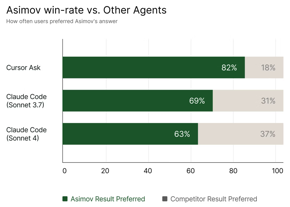 Asimov win-rate vs. Other Agents
How often users preferred Asimov's answer
Cursor Ask
82%
18%
Claude Code
(Sonnet 3.7)
69%
31%
Claude Code
(Sonnet 4)
63%
37%
0
20
40
60
80
100
Asimov Result Preferred
Competitor Result Preferred